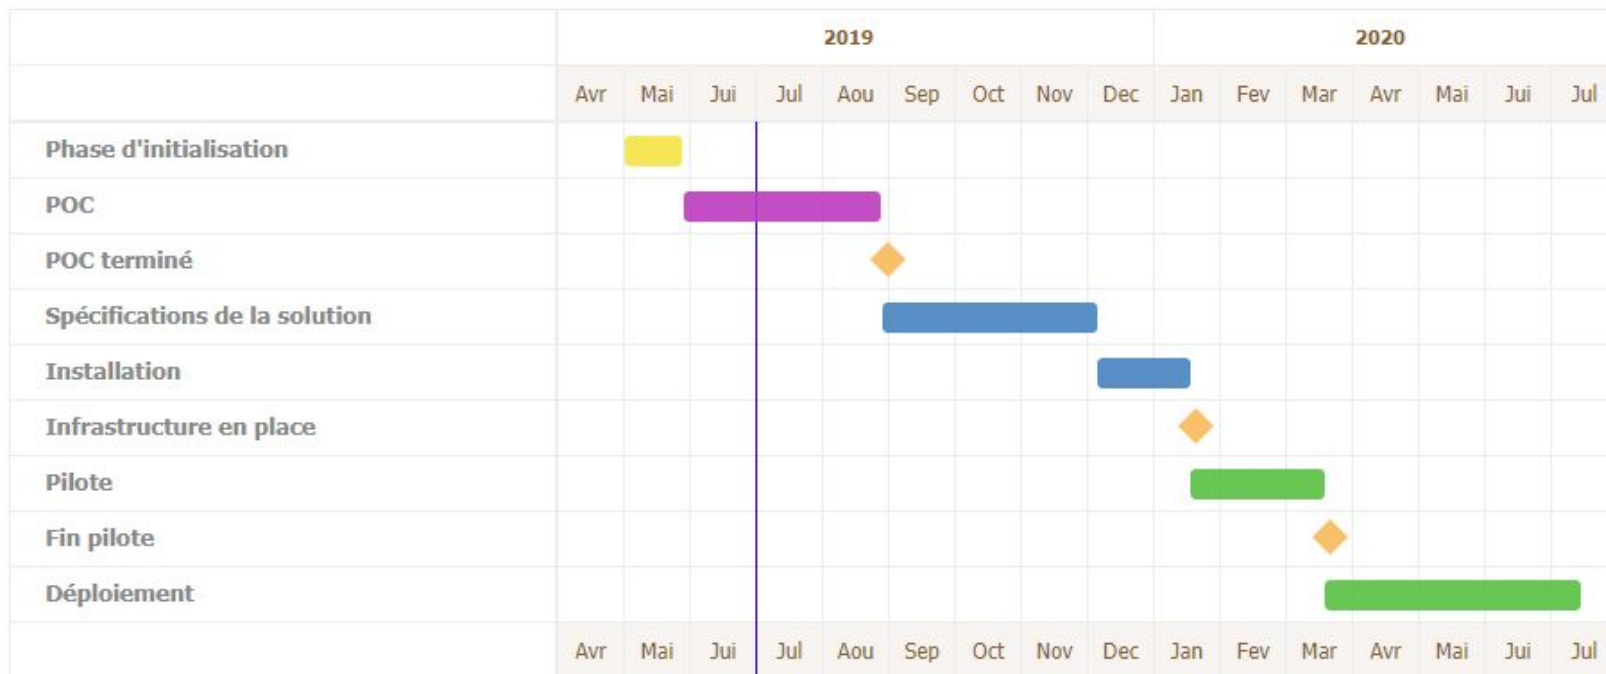 2019 2020
Avr Mai Jui Jul Aou Sep Oct Nov Dec Jan Fev Mar Avr Mai Jui Jul
Phase d'initialisation
POC
POC terminé
Spécifications de la solution
Installation
Infrastructure en place
Pilote
Fin pilote
Déploiement
Avr Mai Jui Jul Aou Sep Oct Nov Dec Jan Fev Mar Avr Mai Jui Jul